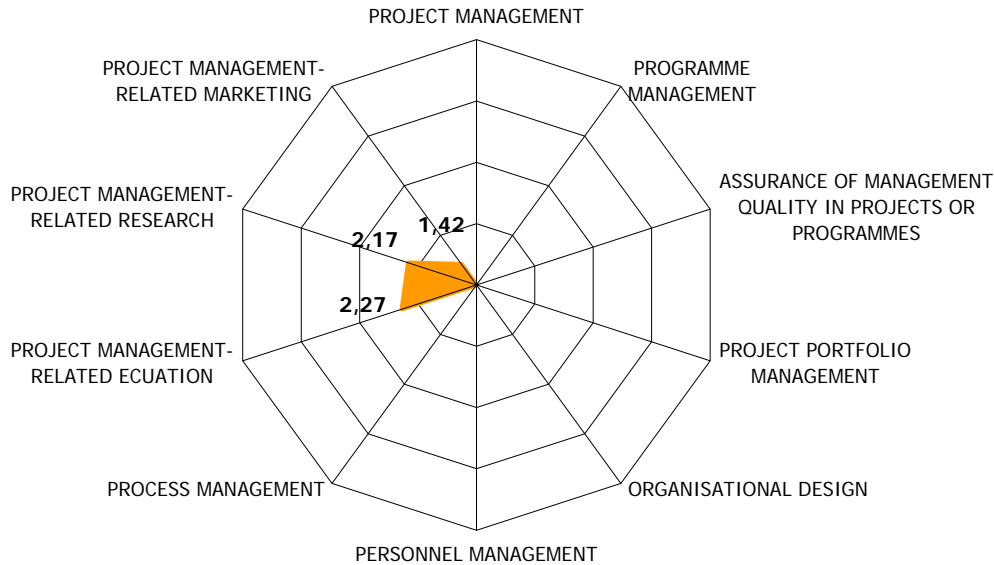 PROJECT MANAGEMENT
PROJECT MANAGEMENT-
RELATED MARKETING
PROGRAMME
MANAGEMENT
PROJECT MANAGEMENT-
RELATED RESEARCH
ASSURANCE OF MANAGEMENT
QUALITY IN PROJECTS OR
PROGRAMMES
1,42
2,17
2,27
PROJECT MANAGEMENT-
RELATED ECUATION
PROJECT PORTFOLIO
MANAGEMENT
PROCESS MANAGEMENT
ORGANISATIONAL DESIGN
PERSONNEL MANAGEMENT